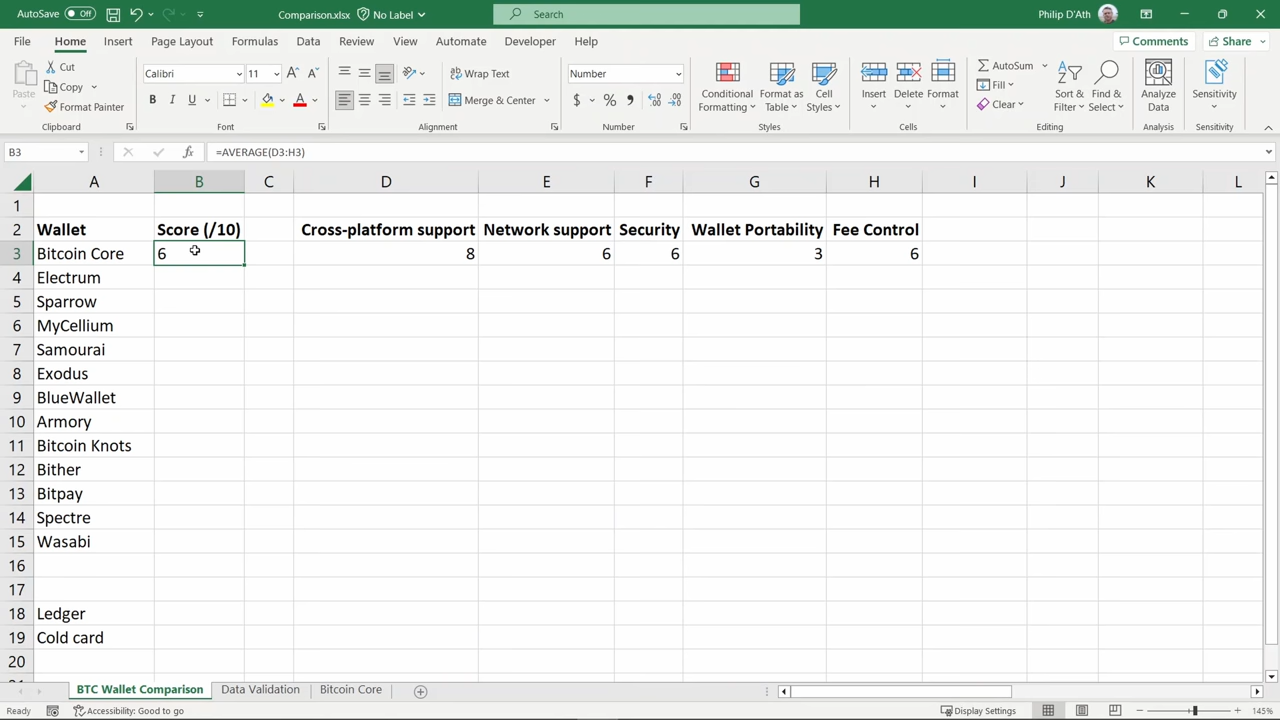 AutoSave Off Comparison.xlsx No Label Search Philip D'Ath
File Home Insert Page Layout Formulas Data Review View Automate Developer Help Comments Share
Paste Cut Copy Format Painter Clipboard
Calibri 11 B I U A Font
Wrap Text Merge & Center Alignment
Number $ % , Number
Conditional Formatting Format as Table Cell Styles Styles
Insert Delete Format Cells
AutoSum Fill Clear Sort & Filter Find & Select Editing
Analyze Data Analysis
Sensitivity Sensitivity
B3 fx =AVERAGE(D3:H3)
A B C D E F G H I J K L
1
2 Wallet Score (/10) Cross-platform support Network support Security Wallet Portability Fee Control
3 Bitcoin Core 6 8 6 6 3 6
4 Electrum
5 Sparrow
6 MyCellium
7 Samourai
8 Exodus
9 BlueWallet
10 Armory
11 Bitcoin Knots
12 Bither
13 Bitpay
14 Spectre
15 Wasabi
16
17
18 Ledger
19 Cold card
20
BTC Wallet Comparison Data Validation Bitcoin Core
Ready Accessibility: Good to go Display Settings 145%